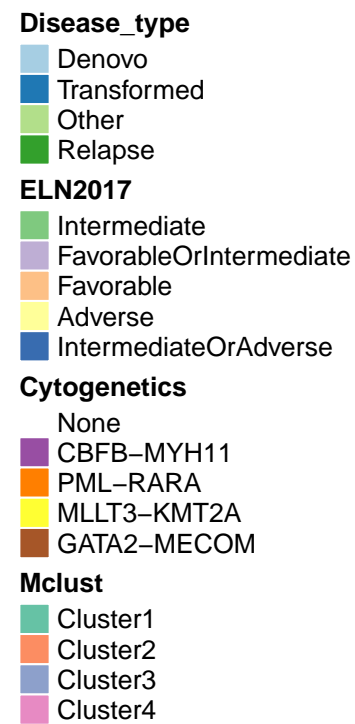 Disease_type
Denovo
Transformed
Other
Relapse
ELN2017
Intermediate
FavorableOrIntermediate
Favorable
Adverse
IntermediateOrAdverse
Cytogenetics
None
CBFB−MYH11
PML−RARA
MLLT3−KMT2A
GATA2−MECOM
Mclust
Cluster1
Cluster2
Cluster3
Cluster4